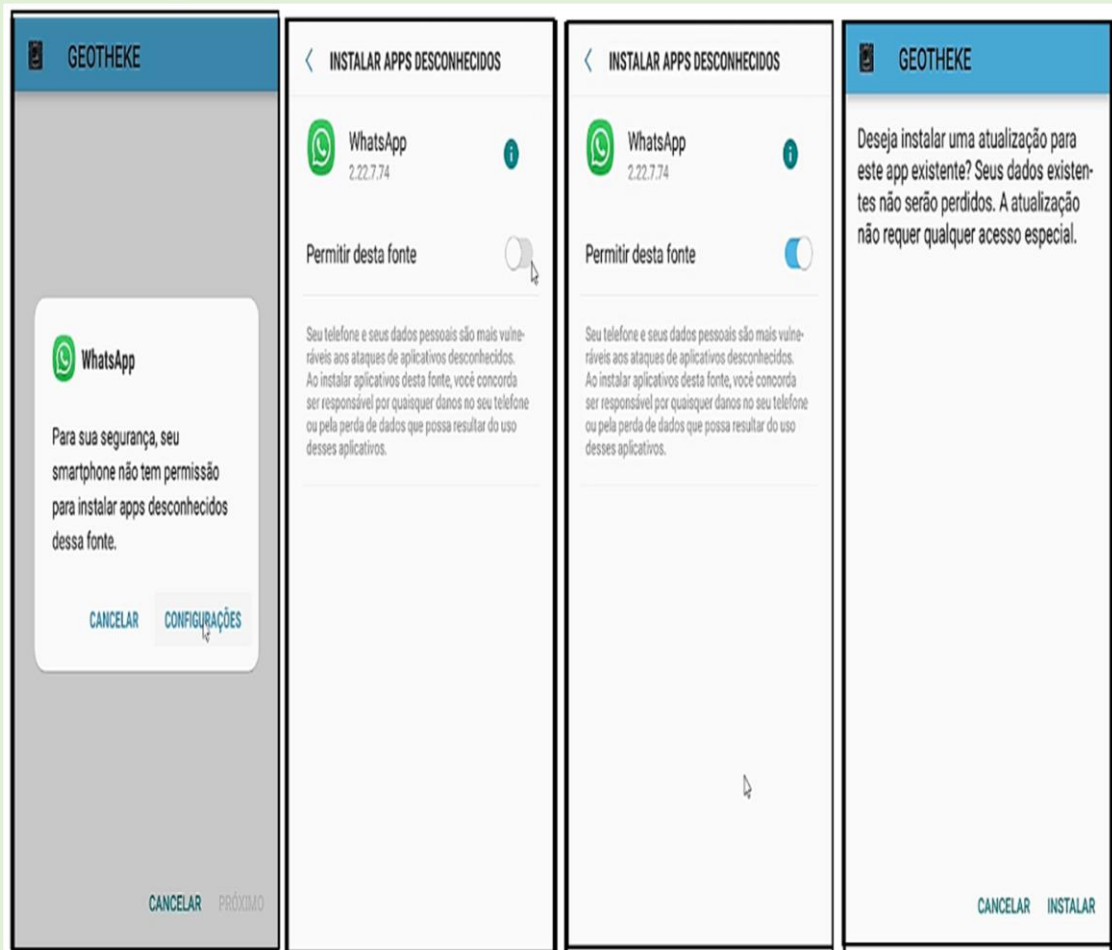 GEOTHEKE
WhatsApp
Para sua segurança, seu
smartphone não tem permissão
para instalar apps desconhecidos
dessa fonte.
CANCELAR CONFIGURAÇÕES
CANCELAR PRÓXIMO
INSTALAR APPS DESCONHECIDOS
WhatsApp
2.22.7.74
Permitir desta fonte
Seu telefone e seus dados pessoais são mais vulne-
ráveis aos ataques de aplicativos desconhecidos.
Ao instalar aplicativos desta fonte, você concorda
ser responsável por quaisquer danos no seu telefone
ou pela perda de dados que possa resultar do uso
desses aplicativos.
INSTALAR APPS DESCONHECIDOS
WhatsApp
2.22.7.74
Permitir desta fonte
Seu telefone e seus dados pessoais são mais vulne-
ráveis aos ataques de aplicativos desconhecidos.
Ao instalar aplicativos desta fonte, você concorda
ser responsável por quaisquer danos no seu telefone
ou pela perda de dados que possa resultar do uso
desses aplicativos.
GEOTHEKE
Deseja instalar uma atualização para
este app existente? Seus dados existen-
tes não serão perdidos. A atualização
não requer qualquer acesso especial.
CANCELAR INSTALAR